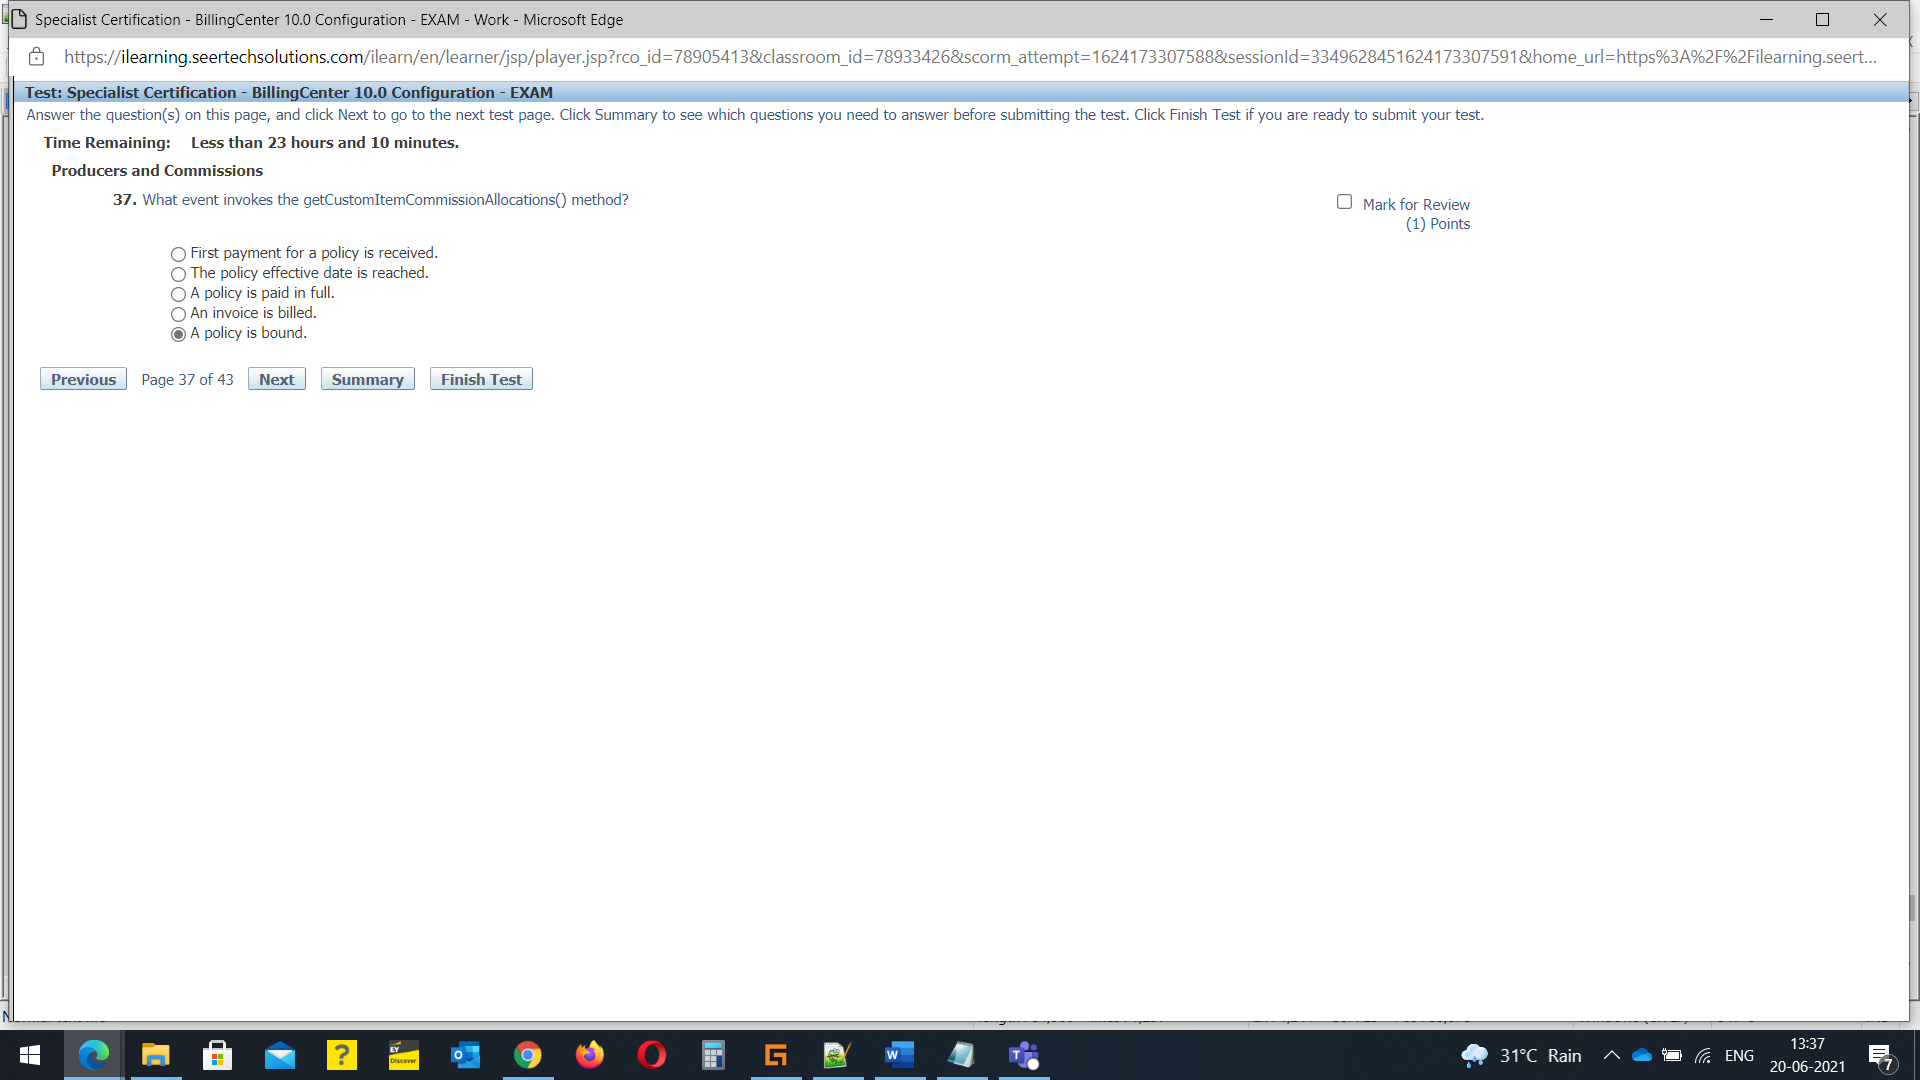 Specialist Certification - BillingCenter 10.0 Configuration - EXAM - Work - Microsoft Edge
https://ilearning.seertechsolutions.com/ilearn/en/learner/jsp/player.jsp?rco_id=78905413&classroom_id=78933426&scorm_attempt=1624173307588&sessionId=3349628451624173307591&home_url=https%3A%2F%2Filearning.seert...
Test: Specialist Certification - BillingCenter 10.0 Configuration - EXAM
Answer the question(s) on this page, and click Next to go to the next test page. Click Summary to see which questions you need to answer before submitting the test. Click Finish Test if you are ready to submit your test.
Time Remaining: Less than 23 hours and 10 minutes.
Producers and Commissions
37. What event invokes the getCustomItemCommissionAllocations() method?
Mark for Review
(1) Points
First payment for a policy is received.
The policy effective date is reached.
A policy is paid in full.
An invoice is billed.
A policy is bound.
Previous Page 37 of 43 Next Summary Finish Test
EY
Discover
31°C Rain
ENG
13:37
20-06-2021
7